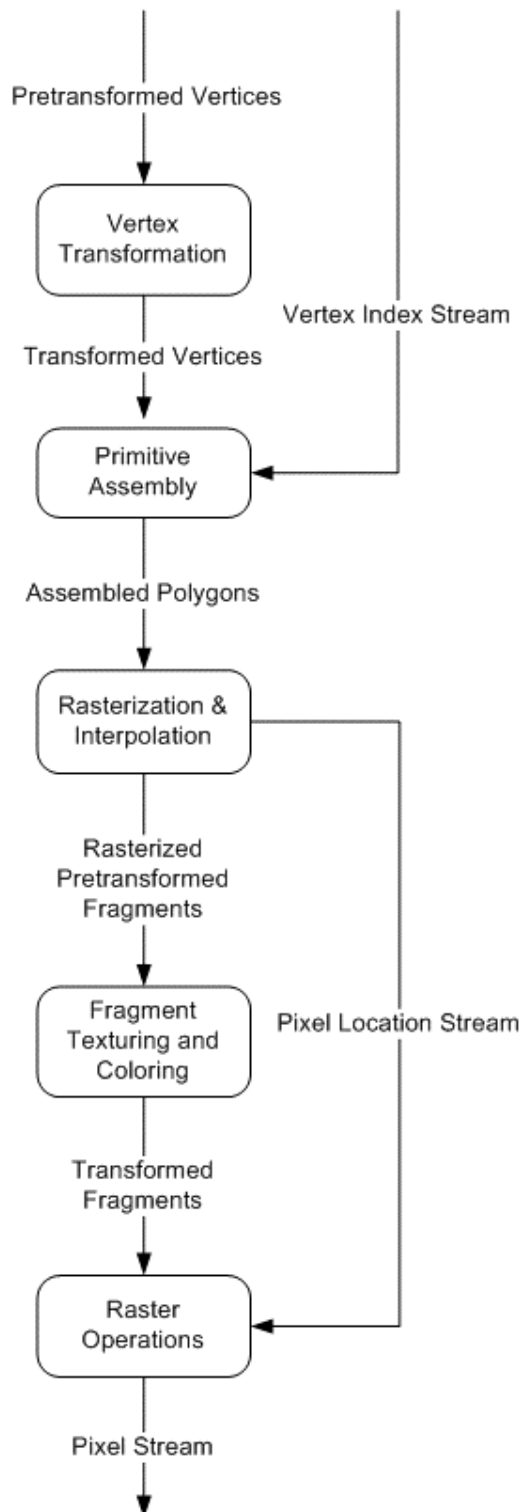 Pretransformed Vertices
Vertex
Transformation
Vertex Index Stream
Transformed Vertices
Primitive
Assembly
Assembled Polygons
Rasterization &
Interpolation
Rasterized
Pretransformed
Fragments
Fragment
Texturing and
Coloring
Pixel Location Stream
Transformed
Fragments
Raster
Operations
Pixel Stream